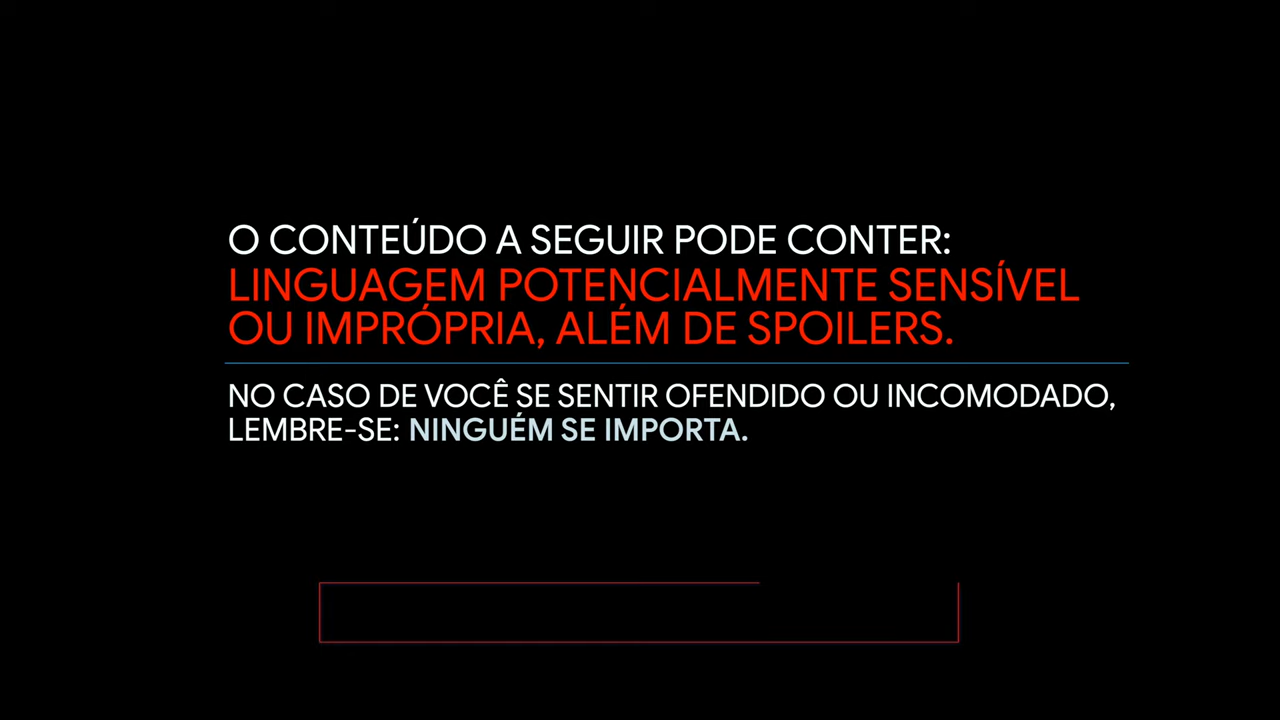 O CONTEÚDO A SEGUIR PODE CONTER:
LINGUAGEM POTENCIALMENTE SENSÍVEL
OU IMPRÓPRIA, ALÉM DE SPOILERS.
NO CASO DE VOCÊ SE SENTIR OFENDIDO OU INCOMODADO,
LEMBRE-SE: NINGUÉM SE IMPORTA.